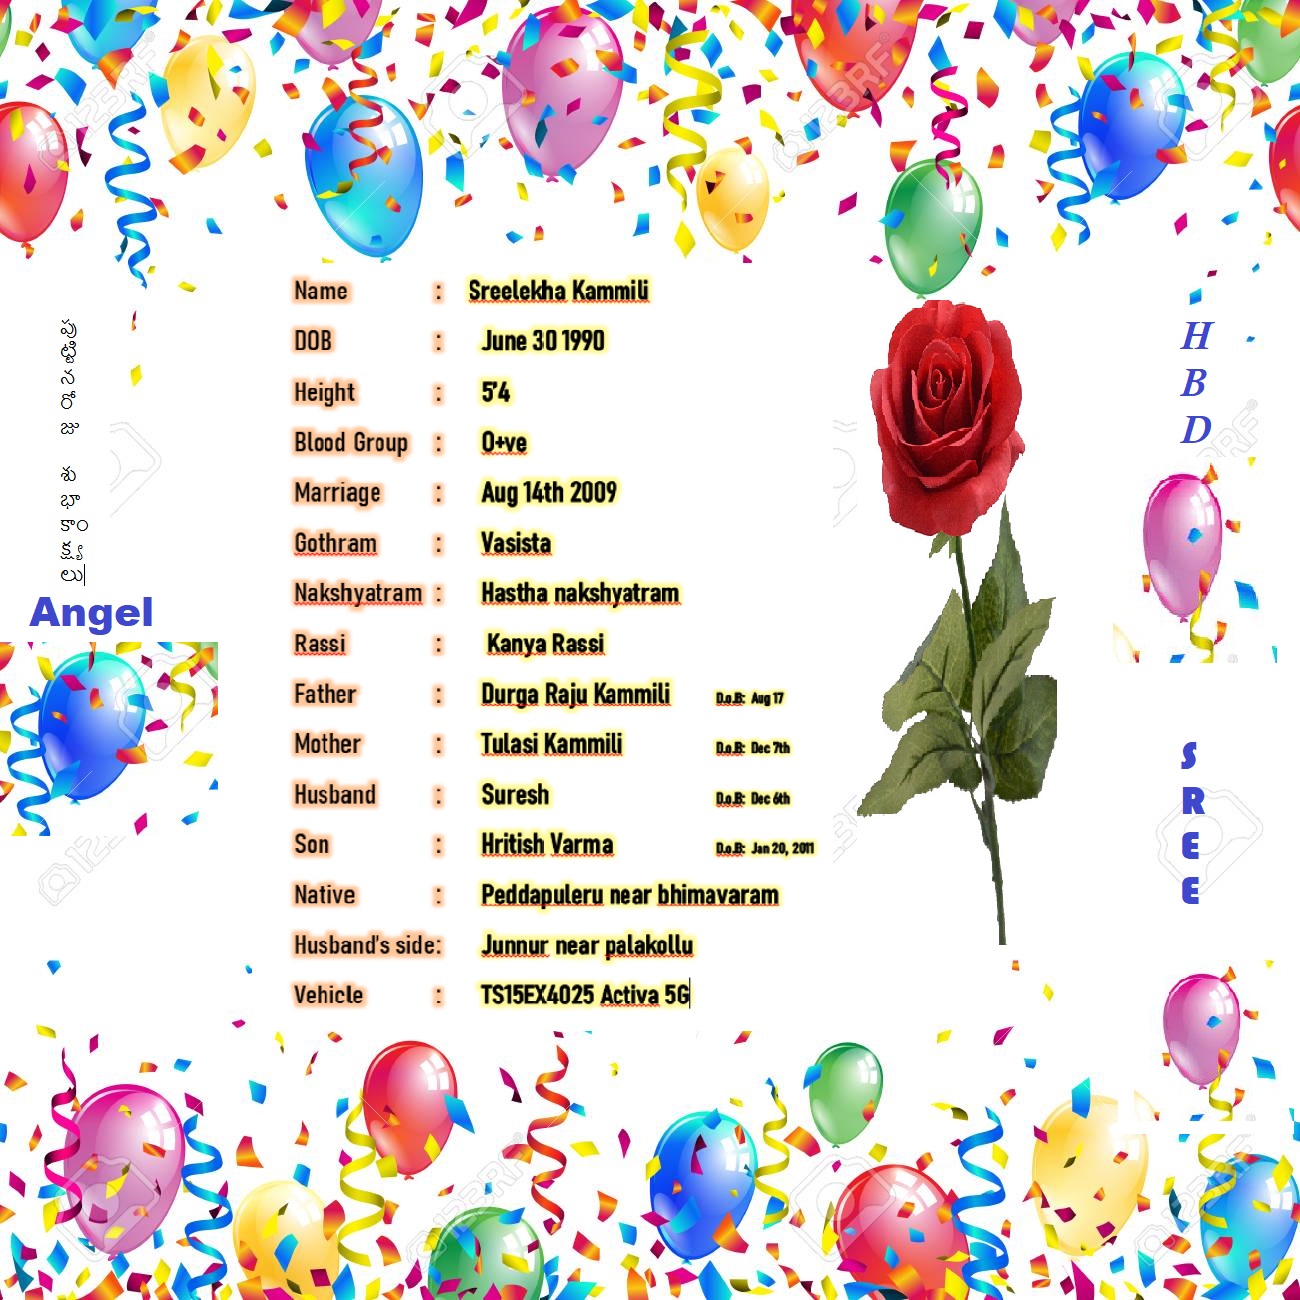 పు
ట్టి
న
రో
జు
శు
భా
కాం
క్ష్య
లు
Angel
Name : Sreelekha Kammili
DOB : June 30 1990
Height : 5'4
Blood Group : O+ve
Marriage : Aug 14th 2009
Gothram : Vasista
Nakshyatram : Hastha nakshyatram
Rassi : Kanya Rassi
Father : Durga Raju Kammili D.o.B: Aug 17
Mother : Tulasi Kammili D.o.B: Dec 7th
Husband : Suresh D.o.B: Dec 6th
Son : Hritish Varma D.o.B: Jan 20, 2011
Native : Peddapuleru near bhimavaram
Husband's side: Junnur near palakollu
Vehicle : TS15EX4025 Activa 5G
H
B
D
S
R
E
E